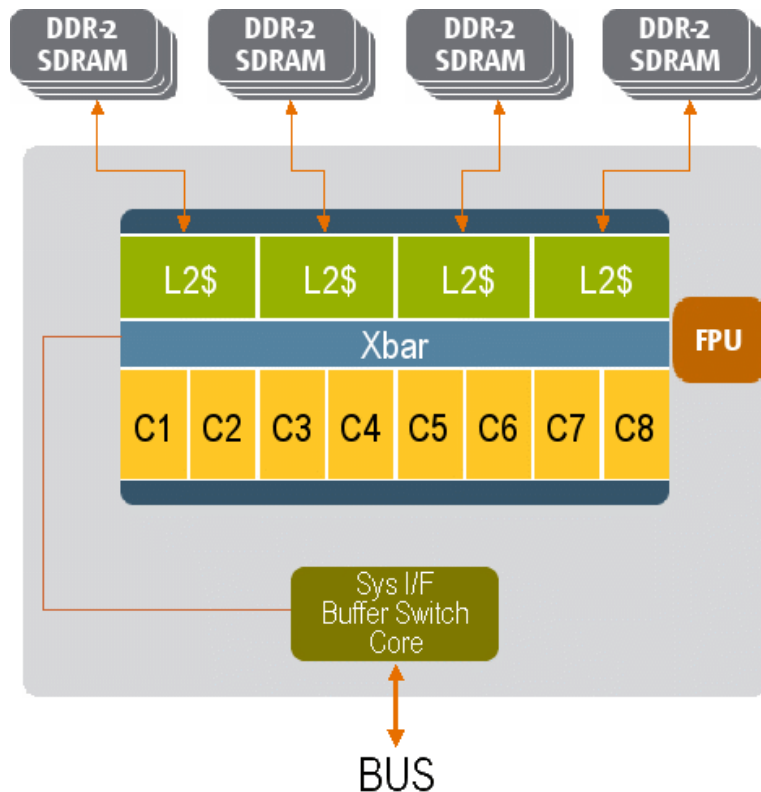 DDR-2
SDRAM
DDR-2
SDRAM
DDR-2
SDRAM
DDR-2
SDRAM
L2$
L2$
L2$
L2$
Xbar
FPU
C1
C2
C3
C4
C5
C6
C7
C8
Sys I/F
Buffer Switch
Core
BUS